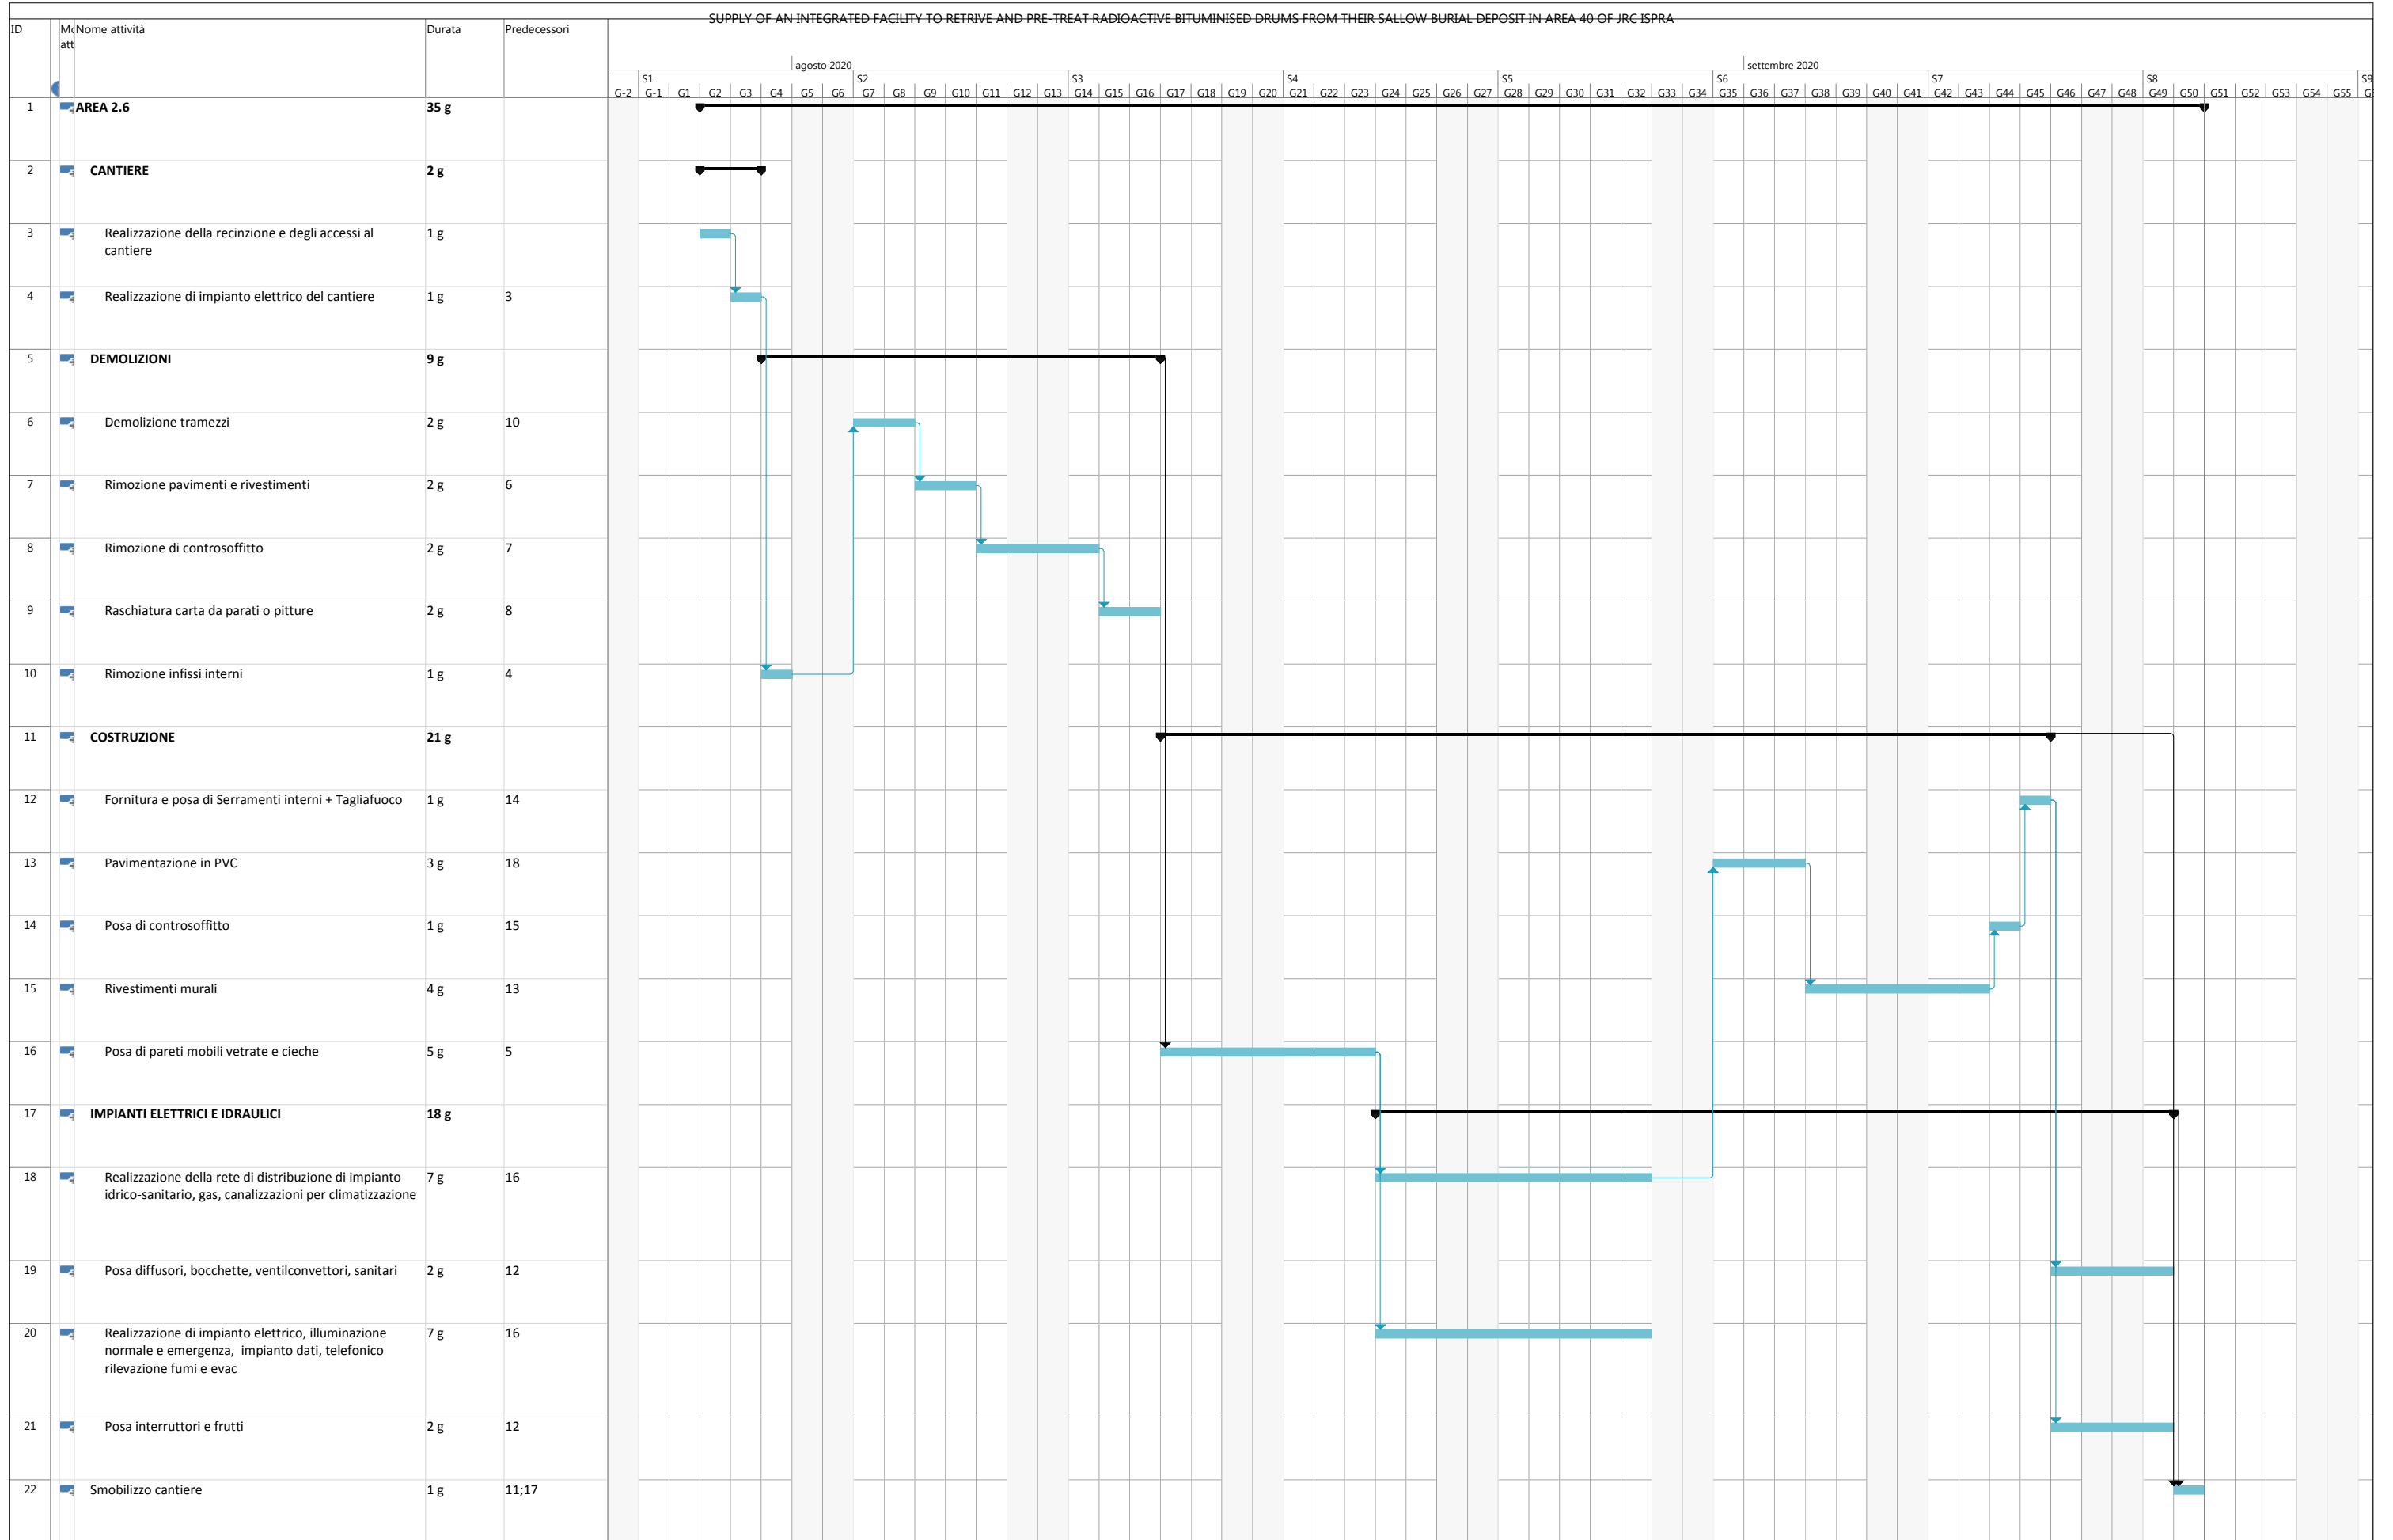 SUPPLY OF AN INTEGRATED FACILITY TO RETRIVE AND PRE-TREAT RADIOACTIVE BITUMINISED DRUMS FROM THEIR SALLOW BURIAL DEPOSIT IN AREA 40 OF JRC ISPRA
ID Mc Nome attività Durata Predecessori
att
agosto 2020 settembre 2020
S1 S2 S3 S4 S5 S6 S7 S8 S9
G-2 G-1 G1 G2 G3 G4 G5 G6 G7 G8 G9 G10 G11 G12 G13 G14 G15 G16 G17 G18 G19 G20 G21 G22 G23 G24 G25 G26 G27 G28 G29 G30 G31 G32 G33 G34 G35 G36 G37 G38 G39 G40 G41 G42 G43 G44 G45 G46 G47 G48 G49 G50 G51 G52 G53 G54 G55
1 AREA 2.6 35 g
2 CANTIERE 2 g
3 Realizzazione della recinzione e degli accessi al 1 g
cantiere
4 Realizzazione di impianto elettrico del cantiere 1 g 3
5 DEMOLIZIONI 9 g
6 Demolizione tramezzi 2 g 10
7 Rimozione pavimenti e rivestimenti 2 g 6
8 Rimozione di controsoffitto 2 g 7
9 Raschiatura carta da parati o pitture 2 g 8
10 Rimozione infissi interni 1 g 4
11 COSTRUZIONE 21 g
12 Fornitura e posa di Serramenti interni + Tagliafuoco 1 g 14
13 Pavimentazione in PVC 3 g 18
14 Posa di controsoffitto 1 g 15
15 Rivestimenti murali 4 g 13
16 Posa di pareti mobili vetrate e cieche 5 g 5
17 IMPIANTI ELETTRICI E IDRAULICI 18 g
18 Realizzazione della rete di distribuzione di impianto 7 g 16
idrico-sanitario, gas, canalizzazioni per climatizzazione
19 Posa diffusori, bocchette, ventilconvettori, sanitari 2 g 12
20 Realizzazione di impianto elettrico, illuminazione 7 g 16
normale e emergenza, impianto dati, telefonico
rilevazione fumi e evac
21 Posa interruttori e frutti 2 g 12
22 Smobilizzo cantiere 1 g 11;17